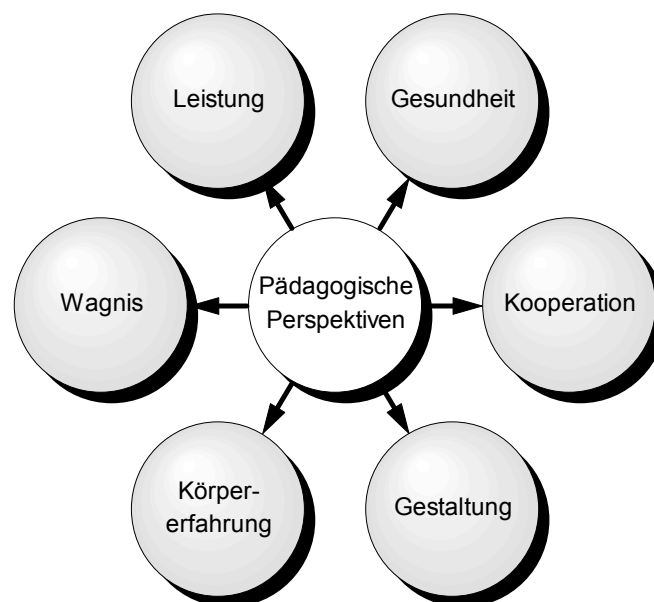 Leistung
Gesundheit
Wagnis
Pädagogische
Perspektiven
Kooperation
Körper-
erfahrung
Gestaltung